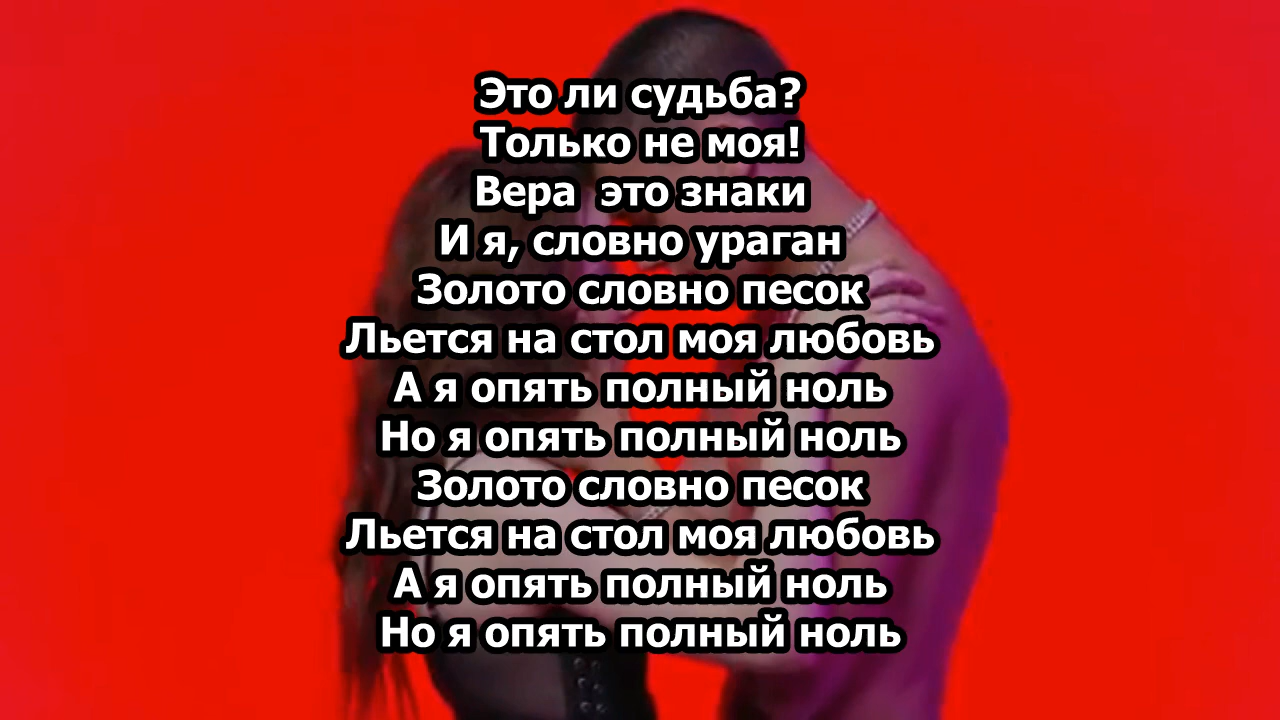 Это ли судьба?
Только не моя!
Вера  это знаки
И я, словно ураган
Золото словно песок
Льется на стол моя любовь
А я опять полный ноль
Но я опять полный ноль
Золото словно песок
Льется на стол моя любовь
А я опять полный ноль
Но я опять полный ноль